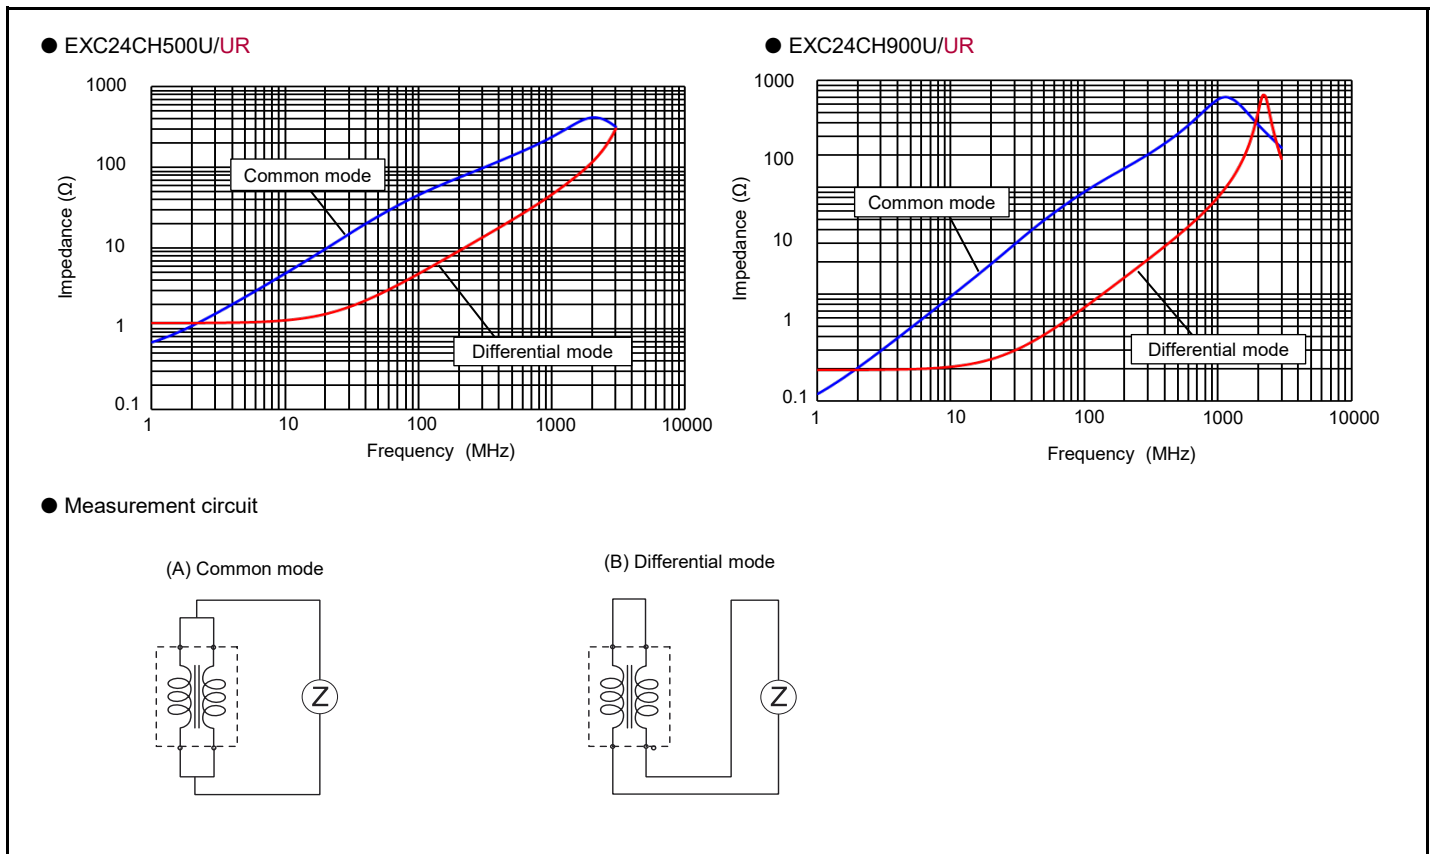 ● EXC24CH500U/UR
1000
100
10
1
0.1
Impedance (Ω)
Common mode
Differential mode
1 10 100 1000 10000
Frequency (MHz)
● EXC24CH900U/UR
1000
100
10
1
0.1
Impedance (Ω)
Common mode
Differential mode
1 10 100 1000 10000
Frequency (MHz)
● Measurement circuit
(A) Common mode
Z
(B) Differential mode
Z